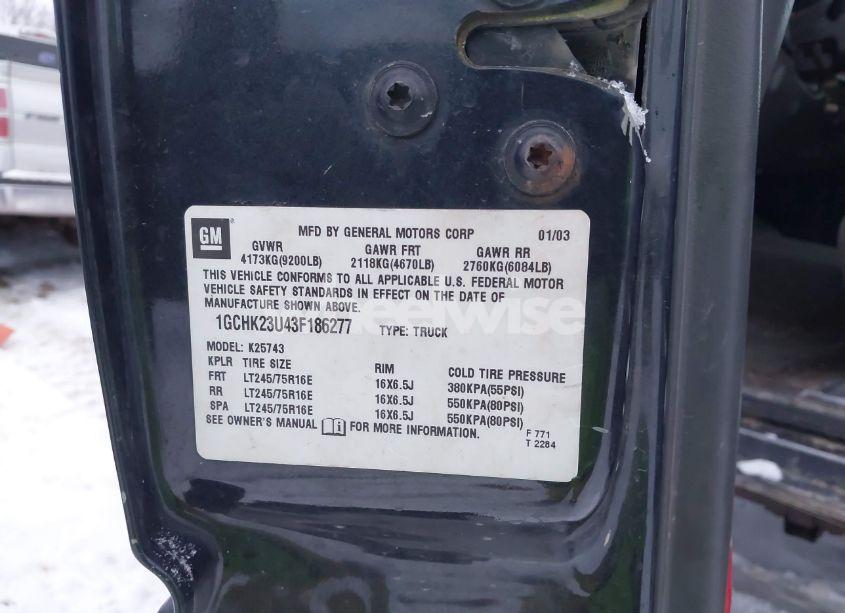 GM
MFD BY GENERAL MOTORS CORP 01/03
GVWR GAWR FRT GAWR RR
4173KG(9200LB) 2118KG(4670LB) 2760KG(6084LB)
THIS VEHICLE CONFORMS TO ALL APPLICABLE U.S. FEDERAL MOTOR
VEHICLE SAFETY STANDARDS IN EFFECT ON THE DATE OF
MANUFACTURE SHOWN ABOVE.
1GCHK23U43F186277 TYPE: TRUCK
MODEL: K25743
KPLR TIRE SIZE RIM COLD TIRE PRESSURE
FRT LT245/75R16E 16X6.5J 380KPA(55PSI)
RR LT245/75R16E 16X6.5J 550KPA(80PSI)
SPA LT245/75R16E 16X6.5J 550KPA(80PSI)
SEE OWNER'S MANUAL FOR MORE INFORMATION.
F 771
T 2284